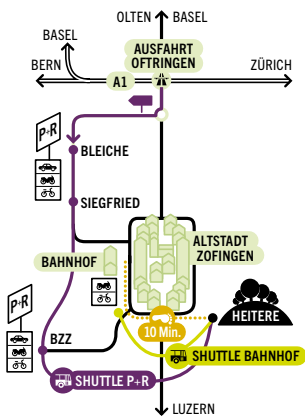 OLTEN
BASEL
BASEL
AUSFAHRT
OFTRINGEN
BERN
A1
ZÜRICH
P+R
BLEICHE
SIEGFRIED
ALTSTADT
ZOFINGEN
BAHNHOF
P+R
HEITERE
10 Min.
BZZ
SHUTTLE BAHNHOF
SHUTTLE P+R
LUZERN